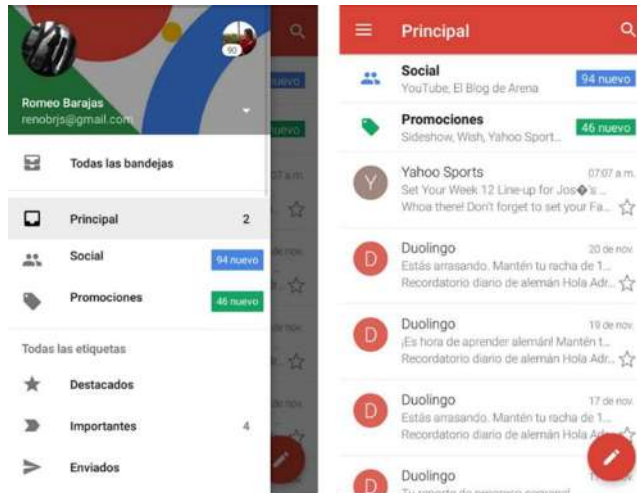 90
Romeo Barajas
renobrjs@gmail.com
Todas las bandejas
Principal 2
Social 94 nuevo
Promociones 46 nuevo
Todas las etiquetas
Destacados
Importantes 4
Enviados
Principal
Social
YouTube, El Blog de Arena 94 nuevo
Promociones
Sideshow, Wish, Yahoo Sport... 46 nuevo
Y
Yahoo Sports 07:07 a.m.
Set Your Week 12 Line-up for Jos�'s ...
Whoa there! Don't forget to set your Fa...
D
Duolingo 20 de nov.
Estás arrasando. Mantén tu racha de 1...
Recordatorio diario de alemán Hola Adr...
D
Duolingo 19 de nov.
¡Es hora de aprender alemán! Mantén t...
Recordatorio diario de alemán Hola Adr...
D
Duolingo 17 de nov.
Estás arrasando. Mantén tu racha de 1...
Recordatorio diario de alemán Hola
D
Duolingo